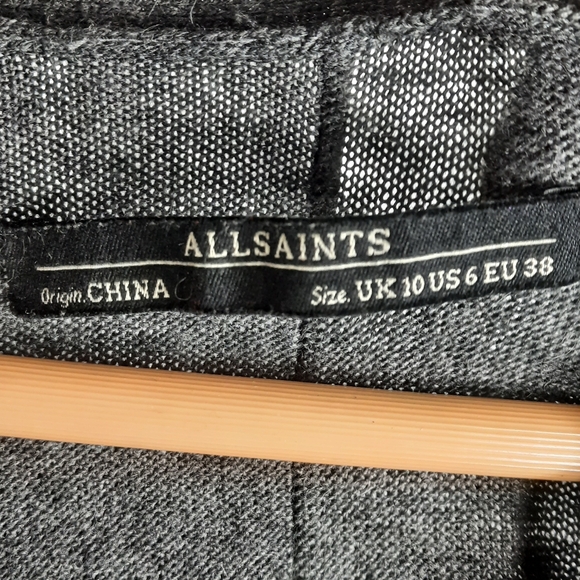 ALLSAINTS
Origin. CHINA Size. UK 10 US 6 EU 38